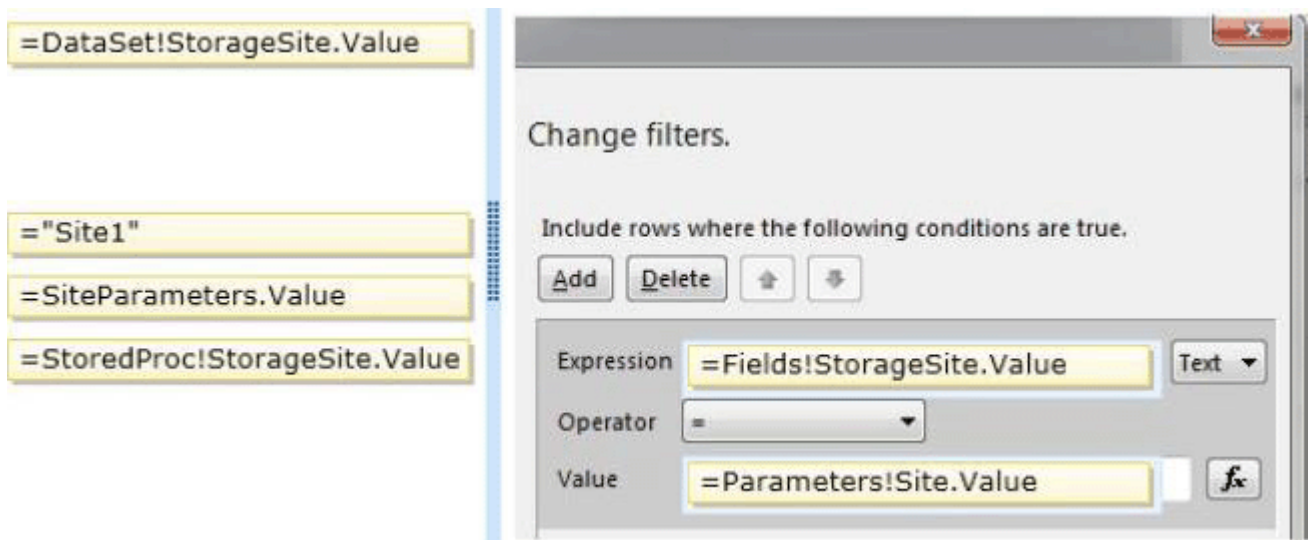 =DataSet!StorageSite.Value
="Site1"
=SiteParameters.Value
=StoredProc!StorageSite.Value
Change filters.
Include rows where the following conditions are true.
Add Delete
Expression =Fields!StorageSite.Value Text
Operator =
Value =Parameters!Site.Value fx